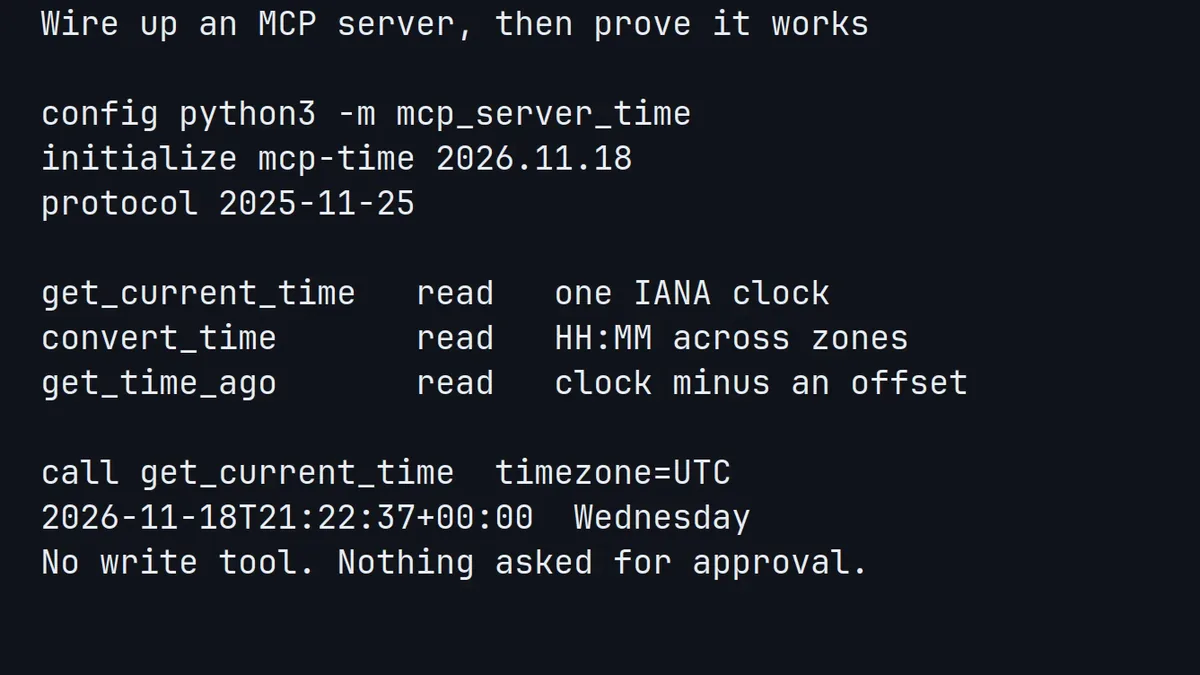 Wire up an MCP server, then prove it works
config python3 -m mcp_server_time
initialize mcp-time 2026.11.18
protocol 2025-11-25
get_current_time   read   one IANA clock
convert_time       read   HH:MM across zones
get_time_ago       read   clock minus an offset
call get_current_time  timezone=UTC
2026-11-18T21:22:37+00:00  Wednesday
No write tool. Nothing asked for approval.